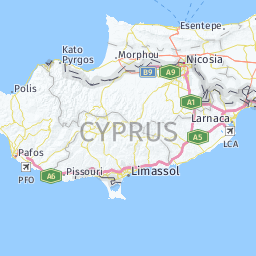 Esentepe
Kato
Pyrgos
Morphou
Nicosia
B9
A9
Polis
A1
Larnaca
CYPRUS
A5
LCA
Pafos
PFO
A6
Pissouri
Limassol